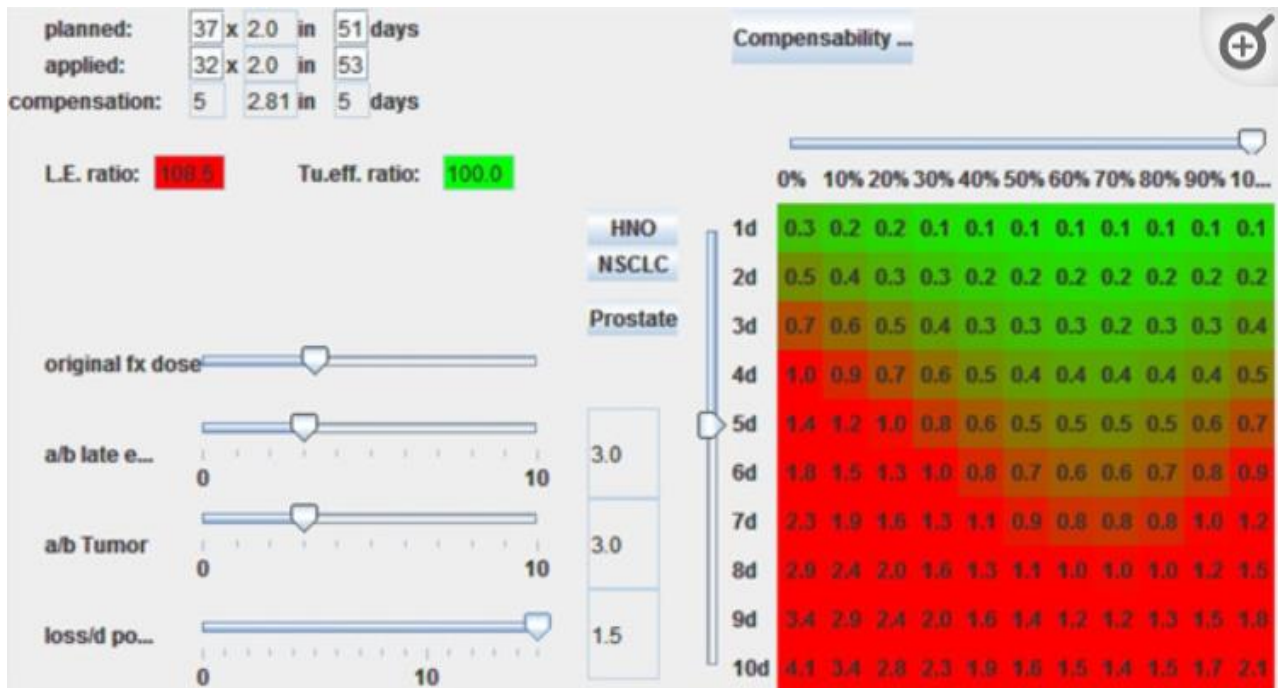 planned: 37 x 2.0 in 51 days
applied: 32 x 2.0 in 53
compensation: 5 2.81 in 5 days
Compensability ...
L.E. ratio: 108.5 Tu.eff. ratio: 100.0
0% 10% 20% 30% 40% 50% 60% 70% 80% 90% 10...
HNO
NSCLC
Prostate
original fx dose
a/b late e... 3.0
0 10
a/b Tumor 3.0
0 10
loss/d po... 1.5
0 10
1d 0.3 0.2 0.2 0.1 0.1 0.1 0.1 0.1 0.1 0.1 0.1
2d 0.5 0.4 0.3 0.3 0.2 0.2 0.2 0.2 0.2 0.2 0.2
3d 0.7 0.6 0.5 0.4 0.3 0.3 0.3 0.2 0.3 0.3 0.4
4d 1.0 0.9 0.7 0.6 0.5 0.4 0.4 0.4 0.4 0.4 0.5
5d 1.4 1.2 1.0 0.8 0.6 0.5 0.5 0.5 0.5 0.6 0.7
6d 1.8 1.5 1.3 1.0 0.8 0.7 0.6 0.6 0.7 0.8 0.9
7d 2.3 1.9 1.6 1.3 1.1 0.9 0.8 0.8 0.8 1.0 1.2
8d 2.9 2.4 2.0 1.6 1.3 1.1 1.0 1.0 1.0 1.2 1.5
9d 3.4 2.9 2.4 2.0 1.6 1.4 1.2 1.2 1.3 1.5 1.8
10d 4.1 3.4 2.8 2.3 1.9 1.6 1.5 1.4 1.5 1.7 2.1